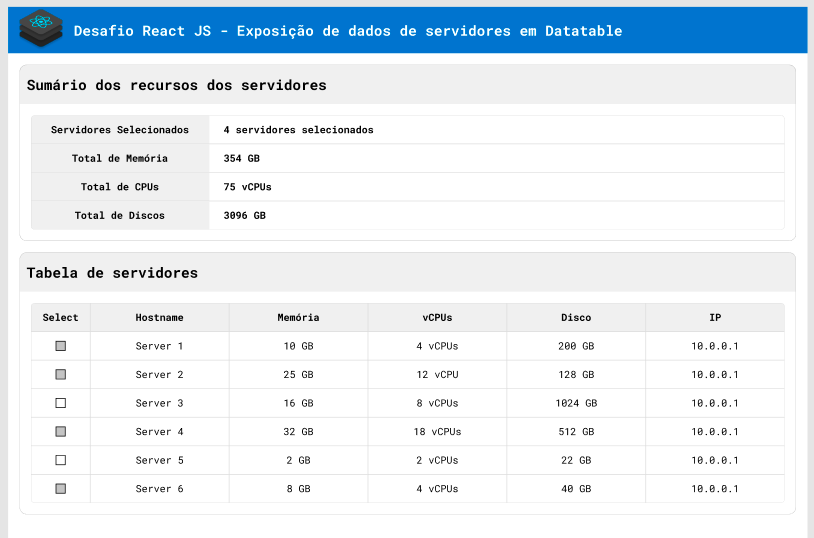 Desafio React JS - Exposição de dados de servidores em Datatable
Sumário dos recursos dos servidores
Servidores Selecionados 4 servidores selecionados
Total de Memória 354 GB
Total de CPUs 75 vCPUs
Total de Discos 3096 GB
Tabela de servidores
Select Hostname Memória vCPUs Disco IP
Server 1 10 GB 4 vCPUs 200 GB 10.0.0.1
Server 2 25 GB 12 vCPU 128 GB 10.0.0.1
Server 3 16 GB 8 vCPUs 1024 GB 10.0.0.1
Server 4 32 GB 18 vCPUs 512 GB 10.0.0.1
Server 5 2 GB 2 vCPUs 22 GB 10.0.0.1
Server 6 8 GB 4 vCPUs 40 GB 10.0.0.1